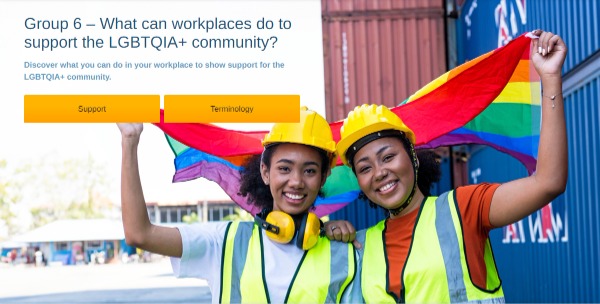 Group 6 – What can workplaces do to
support the LGBTQIA+ community?
Discover what you can do in your workplace to show support for the
LGBTQIA+ community.
Support
Terminology